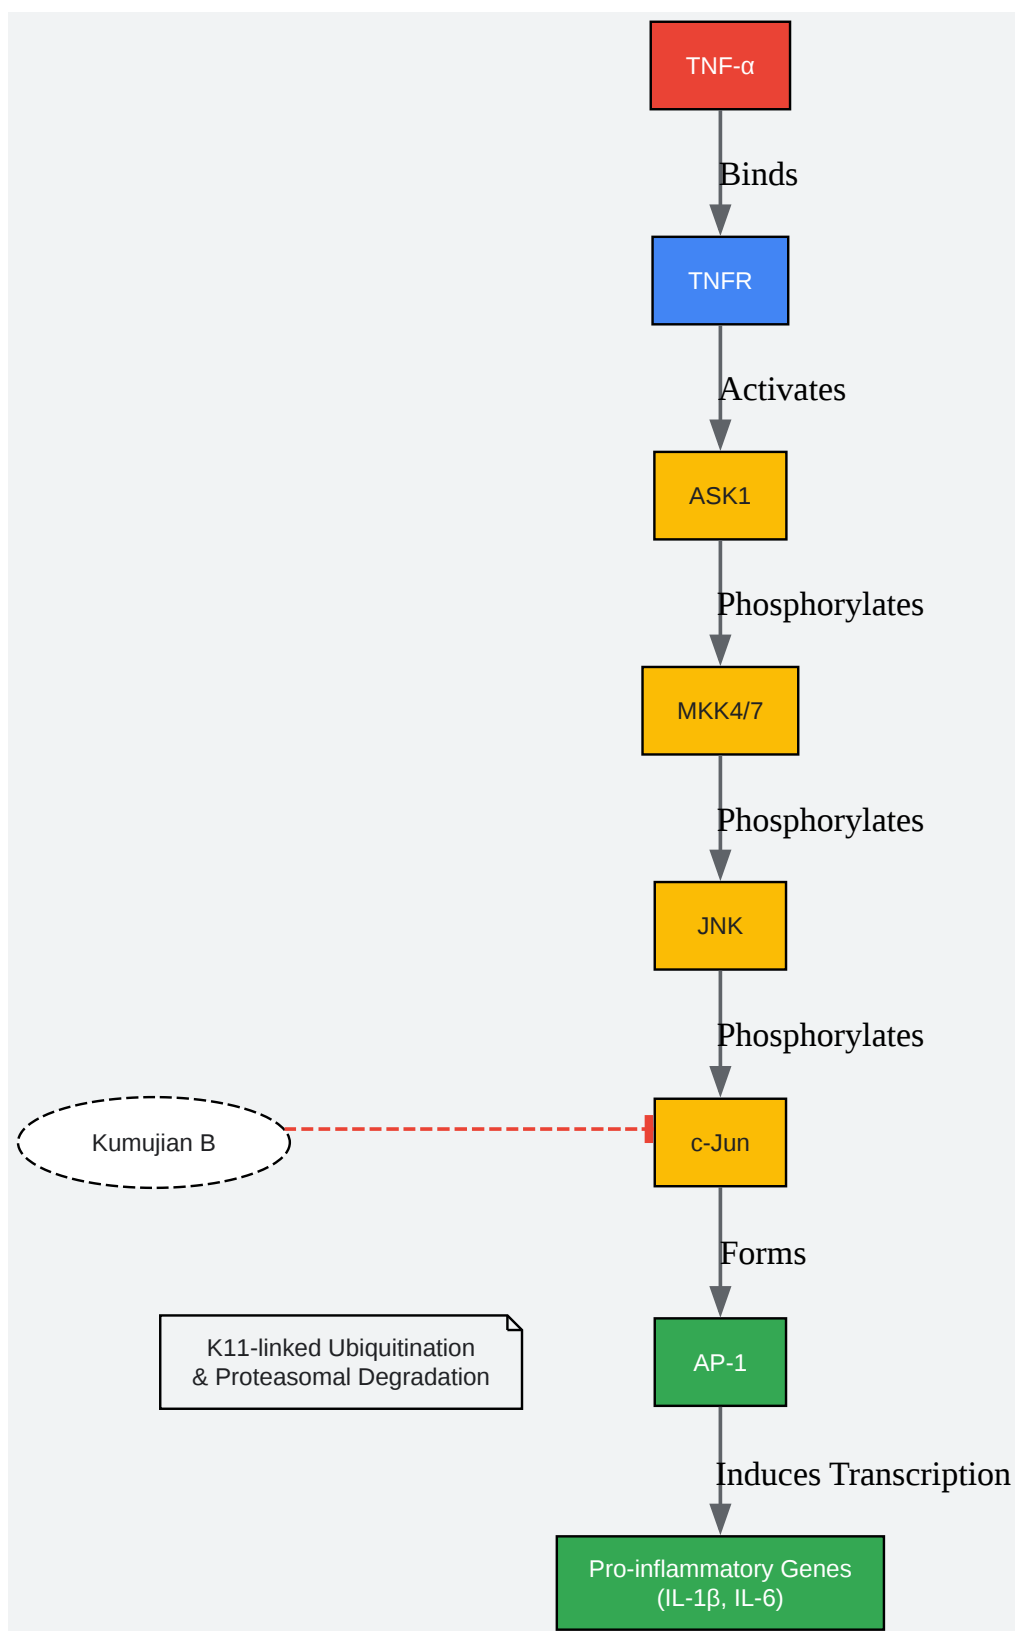 TNF-α
Binds
TNFR
Activates
ASK1
Phosphorylates
MKK4/7
Phosphorylates
JNK
Phosphorylates
Kumujian B
c-Jun
Forms
K11-linked Ubiquitination
& Proteasomal Degradation
AP-1
Induces Transcription
Pro-inflammatory Genes
(IL-1β, IL-6)